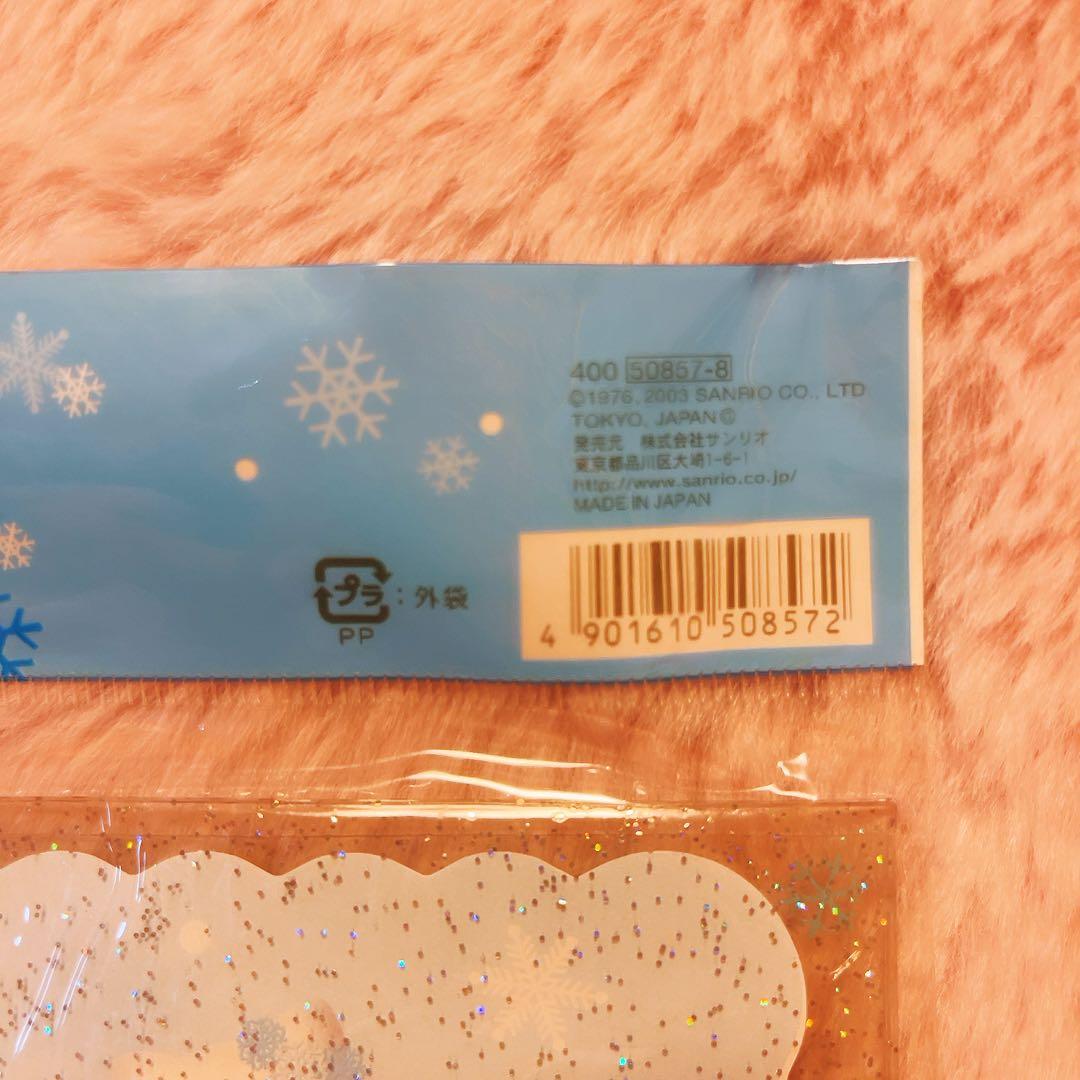 400 50857-8
©1976, 2003 SANRIO CO., LTD
TOKYO, JAPAN Ⓙ
発売元 株式会社サンリオ
東京都品川区大崎1-6-1
http://www.sanrio.co.jp/
MADE IN JAPAN
プラ:外袋
PP
4 901610 508572